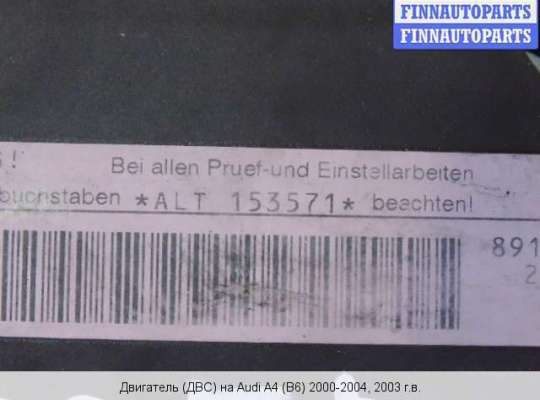 FINNAUTOPARTS
FINNAUTOPARTS
!
Bei allen Pruef-und Einstellarbeiten
buchstaben *ALT 153571* beachten!
891
2
Двигатель (ДВС) на Audi A4 (B6) 2000-2004, 2003 г.в.